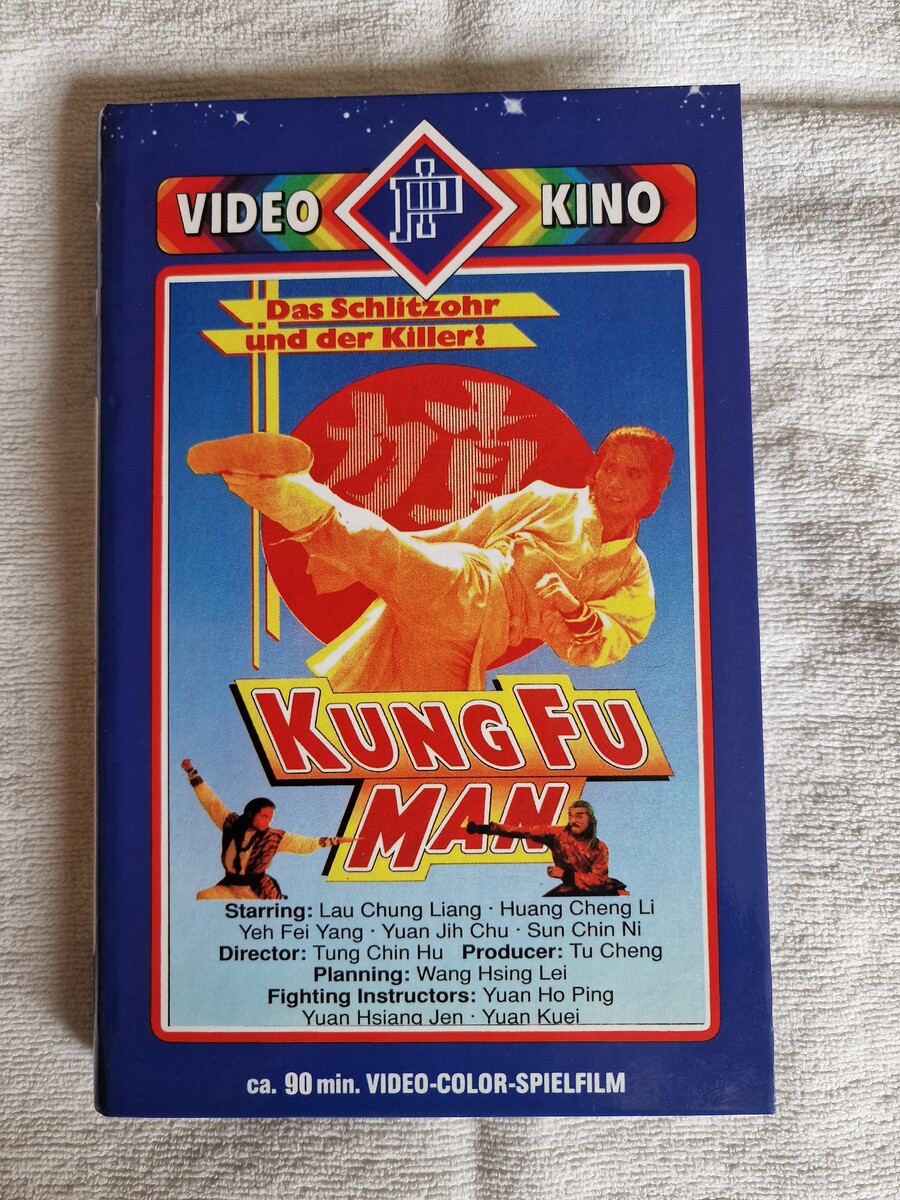 VIDEO KINO
Das Schlitzohr
und der Killer!
KUNG FU
MAN
Starring: Lau Chung Liang · Huang Cheng Li
Yeh Fei Yang · Yuan Jih Chu · Sun Chin Ni
Director: Tung Chin Hu Producer: Tu Cheng
Planning: Wang Hsing Lei
Fighting Instructors: Yuan Ho Ping
Yuan Hsiang Jen · Yuan Kuei
ca. 90 min. VIDEO-COLOR-SPIELFILM